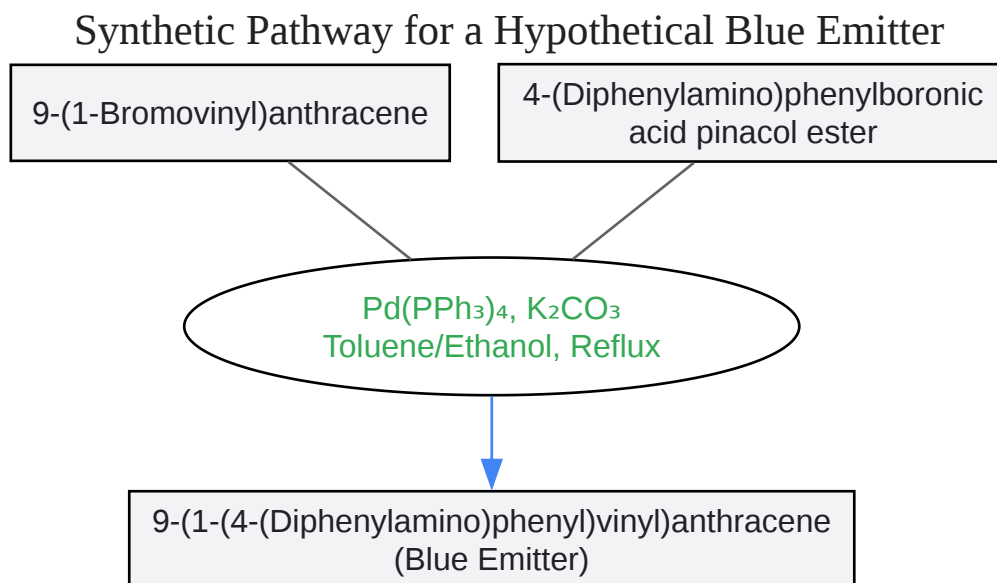 Synthetic Pathway for a Hypothetical Blue Emitter
9-(1-Bromovinyl)anthracene
4-(Diphenylamino)phenylboronic
acid pinacol ester
Pd(PPh₃)₄, K₂CO₃
Toluene/Ethanol, Reflux
9-(1-(4-(Diphenylamino)phenyl)vinyl)anthracene
(Blue Emitter)